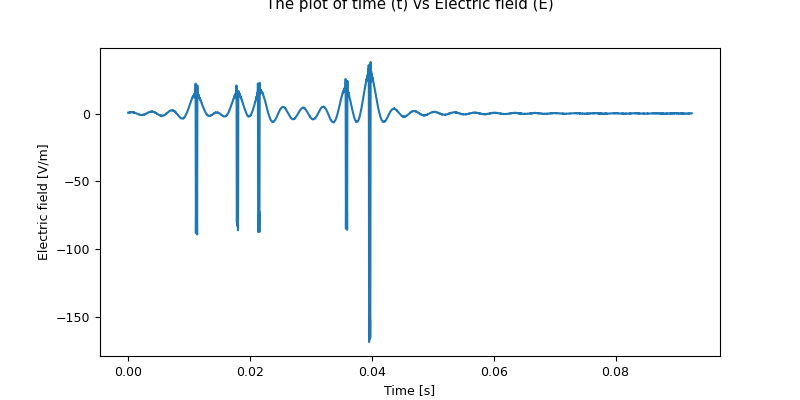 The plot of time (t) vs Electric field (E)
Electric field [V/m]
0
−50
−100
−150
0.00 0.02 0.04 0.06 0.08
Time [s]